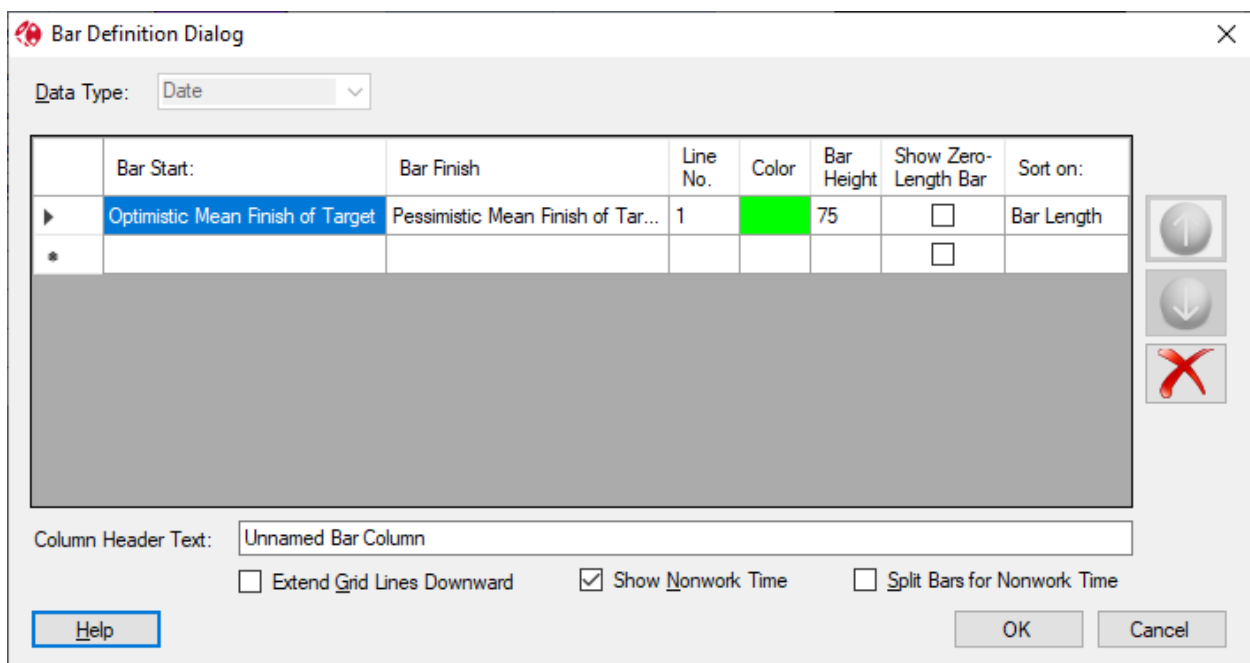 Bar Definition Dialog
Data Type: Date
Bar Start: Bar Finish Line No. Color Bar Height Show Zero-Length Bar Sort on:
Optimistic Mean Finish of Target Pessimistic Mean Finish of Tar... 1 75 Bar Length
Column Header Text: Unnamed Bar Column
Extend Grid Lines Downward Show Nonwork Time Split Bars for Nonwork Time
Help OK Cancel